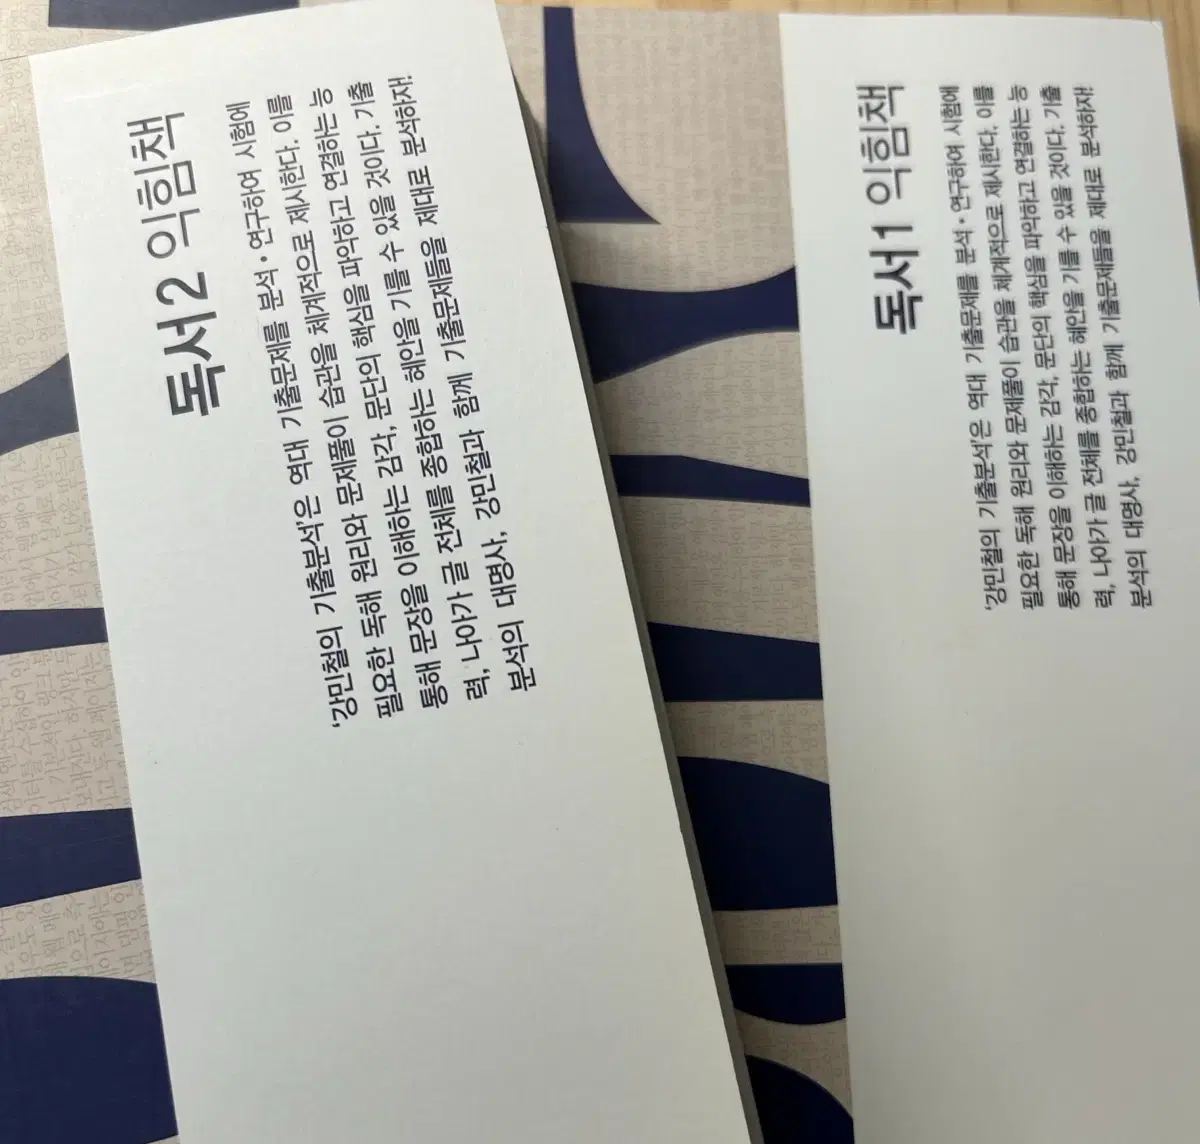 독서2 익힘책
'강민철의 기출분석'은 역대 기출문제를 분석·연구하여 시험에
필요한 독해 원리와 문제풀이 습관을 체계적으로 제시한다. 이를
통해 문장을 이해하는 감각, 문단의 핵심을 파악하고 연결하는 능
력, 나아가 글 전체를 종합하는 혜안을 기를 수 있을 것이다. 기출
분석의 대명사, 강민철과 함께 기출문제들을 제대로 분석하자!
독서1 익힘책
'강민철의 기출분석'은 역대 기출문제를 분석·연구하여 시험에
필요한 독해 원리와 문제풀이 습관을 체계적으로 제시한다. 이를
통해 문장을 이해하는 감각, 문단의 핵심을 파악하고 연결하는 능
력, 나아가 글 전체를 종합하는 혜안을 기를 수 있을 것이다. 기출
분석의 대명사, 강민철과 함께 기출문제들을 제대로 분석하자!